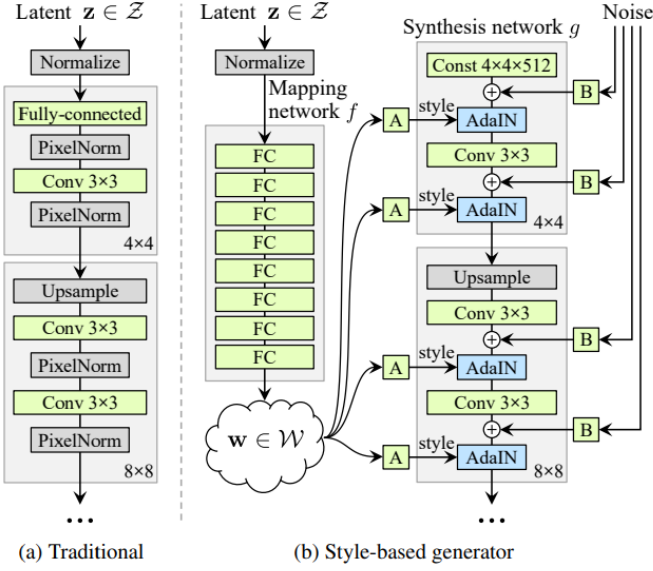 Latent z ∈ Z
Normalize
Fully-connected
PixelNorm
Conv 3×3
PixelNorm
4×4
Upsample
Conv 3×3
PixelNorm
Conv 3×3
PixelNorm
8×8
...
(a) Traditional
Latent z ∈ Z
Normalize
Mapping
network f
FC
FC
FC
FC
FC
FC
FC
FC
w ∈ W
Synthesis network g
Noise
Const 4×4×512
B
A
style
AdaIN
Conv 3×3
B
A
style
AdaIN
4×4
Upsample
Conv 3×3
B
A
style
AdaIN
Conv 3×3
B
A
style
AdaIN
8×8
...
(b) Style-based generator